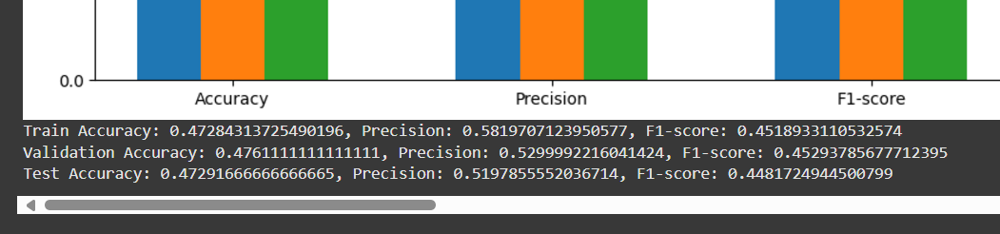 0.0
Accuracy Precision F1-score
Train Accuracy: 0.47284313725490196, Precision: 0.5819707123950577, F1-score: 0.4518933110532574
Validation Accuracy: 0.4761111111111111, Precision: 0.5299992216041424, F1-score: 0.45293785677712395
Test Accuracy: 0.47291666666666665, Precision: 0.5197855552036714, F1-score: 0.4481724944500799